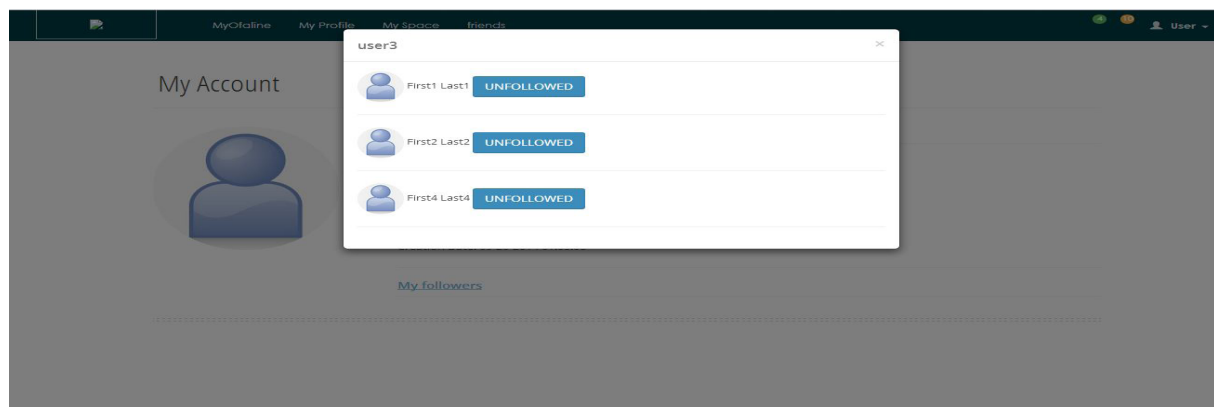 MyOfaline My Profile My Space friends User
user3 ×
My Account
First1 Last1 UNFOLLOWED
First2 Last2 UNFOLLOWED
First4 Last4 UNFOLLOWED
My followers